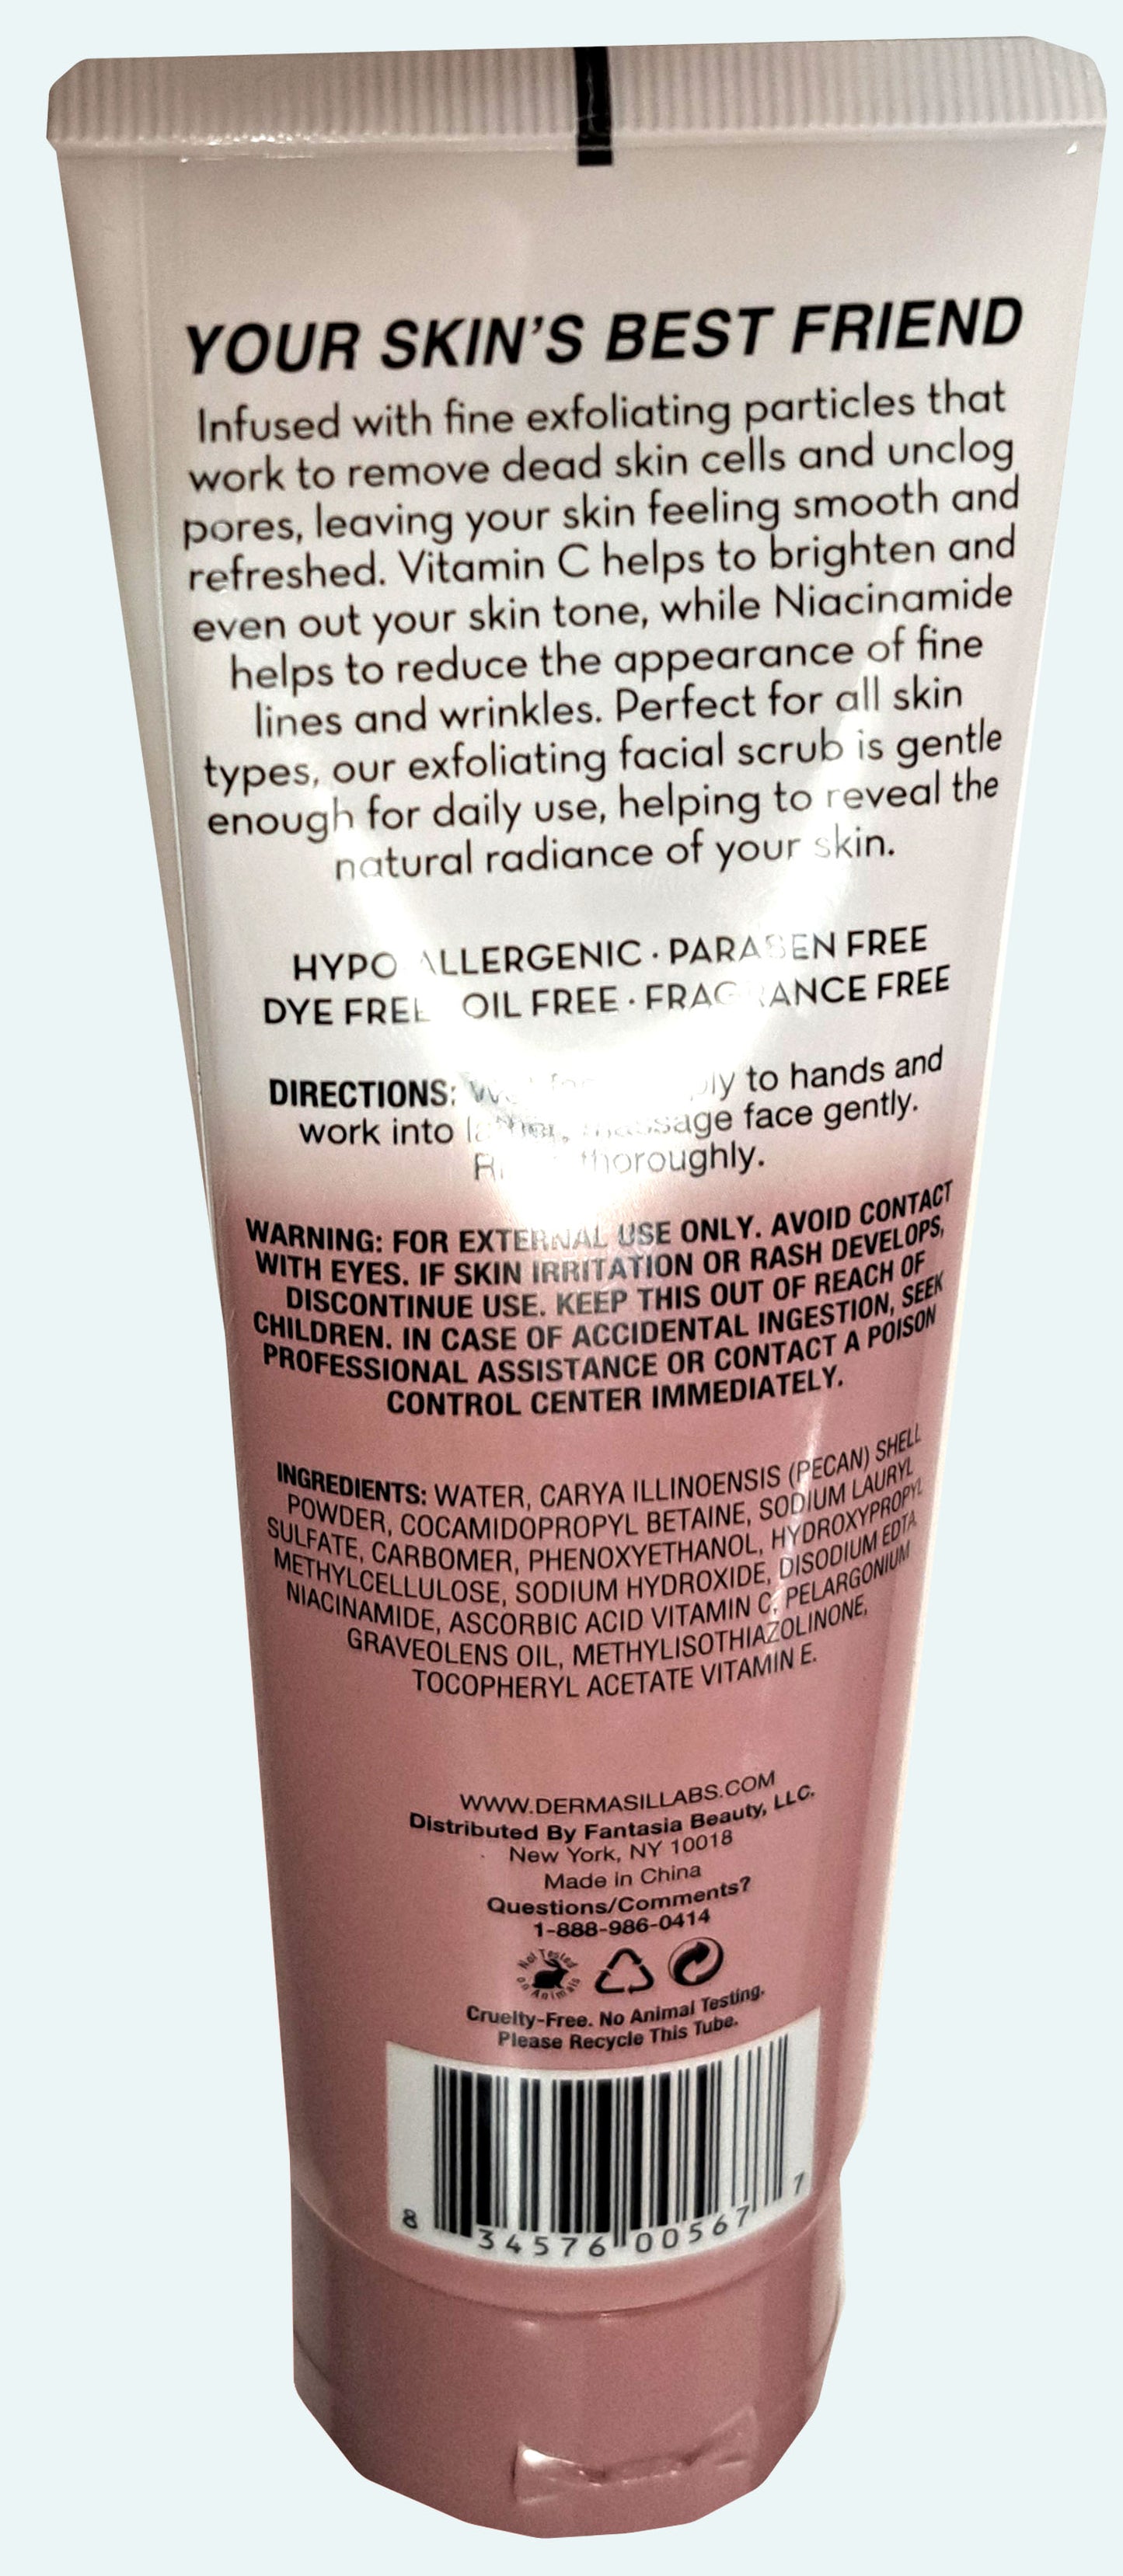 YOUR SKIN'S BEST FRIEND
Infused with fine exfoliating particles that
work to remove dead skin cells and unclog
pores, leaving your skin feeling smooth and
refreshed. Vitamin C helps to brighten and
even out your skin tone, while Niacinamide
helps to reduce the appearance of fine
lines and wrinkles. Perfect for all skin
types, our exfoliating facial scrub is gentle
enough for daily use, helping to reveal the
natural radiance of your skin.
HYPO ALLERGENIC · PARABEN FREE
DYE FREE OIL FREE · FRAGRANCE FREE
DIRECTIONS: to hands and
work into lather, massage face gently.
thoroughly.
WARNING: FOR EXTERNAL USE ONLY. AVOID CONTACT
WITH EYES. IF SKIN IRRITATION OR RASH DEVELOPS,
DISCONTINUE USE. KEEP THIS OUT OF REACH OF
CHILDREN. IN CASE OF ACCIDENTAL INGESTION, SEEK
PROFESSIONAL ASSISTANCE OR CONTACT A POISON
CONTROL CENTER IMMEDIATELY.
INGREDIENTS: WATER, CARYA ILLINOENSIS (PECAN) SHELL
POWDER, COCAMIDOPROPYL BETAINE, SODIUM LAURYL
SULFATE, CARBOMER, PHENOXYETHANOL, HYDROXYPROPYL
METHYLCELLULOSE, SODIUM HYDROXIDE, DISODIUM EDTA,
NIACINAMIDE, ASCORBIC ACID VITAMIN C, PELARGONIUM
GRAVEOLENS OIL, METHYLISOTHIAZOLINONE,
TOCOPHERYL ACETATE VITAMIN E.
WWW.DERMASILLABS.COM
Distributed By Fantasia Beauty, LLC.
New York, NY 10018
Made in China
Questions/Comments?
1-888-986-0414
Not Tested on Animals
Cruelty-Free. No Animal Testing.
Please Recycle This Tube.
8 34576 00567 7